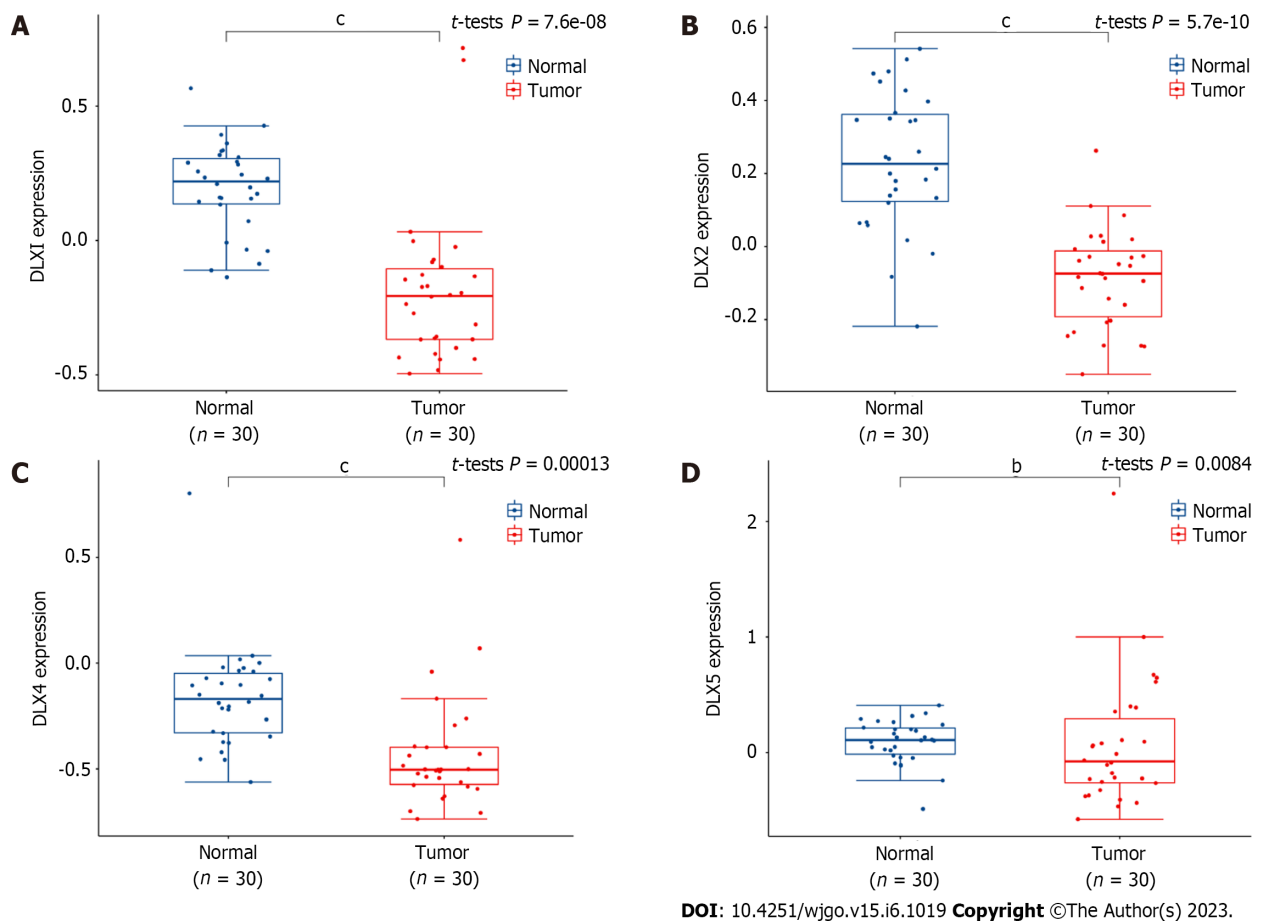 A
c
t-tests P = 7.6e-08
Normal
Tumor
DLXI expression
0.5
0.0
-0.5
Normal
(n = 30)
Tumor
(n = 30)
B
c
t-tests P = 5.7e-10
Normal
Tumor
DLX2 expression
0.6
0.4
0.2
0.0
-0.2
Normal
(n = 30)
Tumor
(n = 30)
C
c
t-tests P = 0.00013
Normal
Tumor
DLX4 expression
0.5
0.0
-0.5
Normal
(n = 30)
Tumor
(n = 30)
D
b
t-tests P = 0.0084
Normal
Tumor
DLX5 expression
2
1
0
Normal
(n = 30)
Tumor
(n = 30)
DOI: 10.4251/wjgo.v15.i6.1019 Copyright ©The Author(s) 2023.